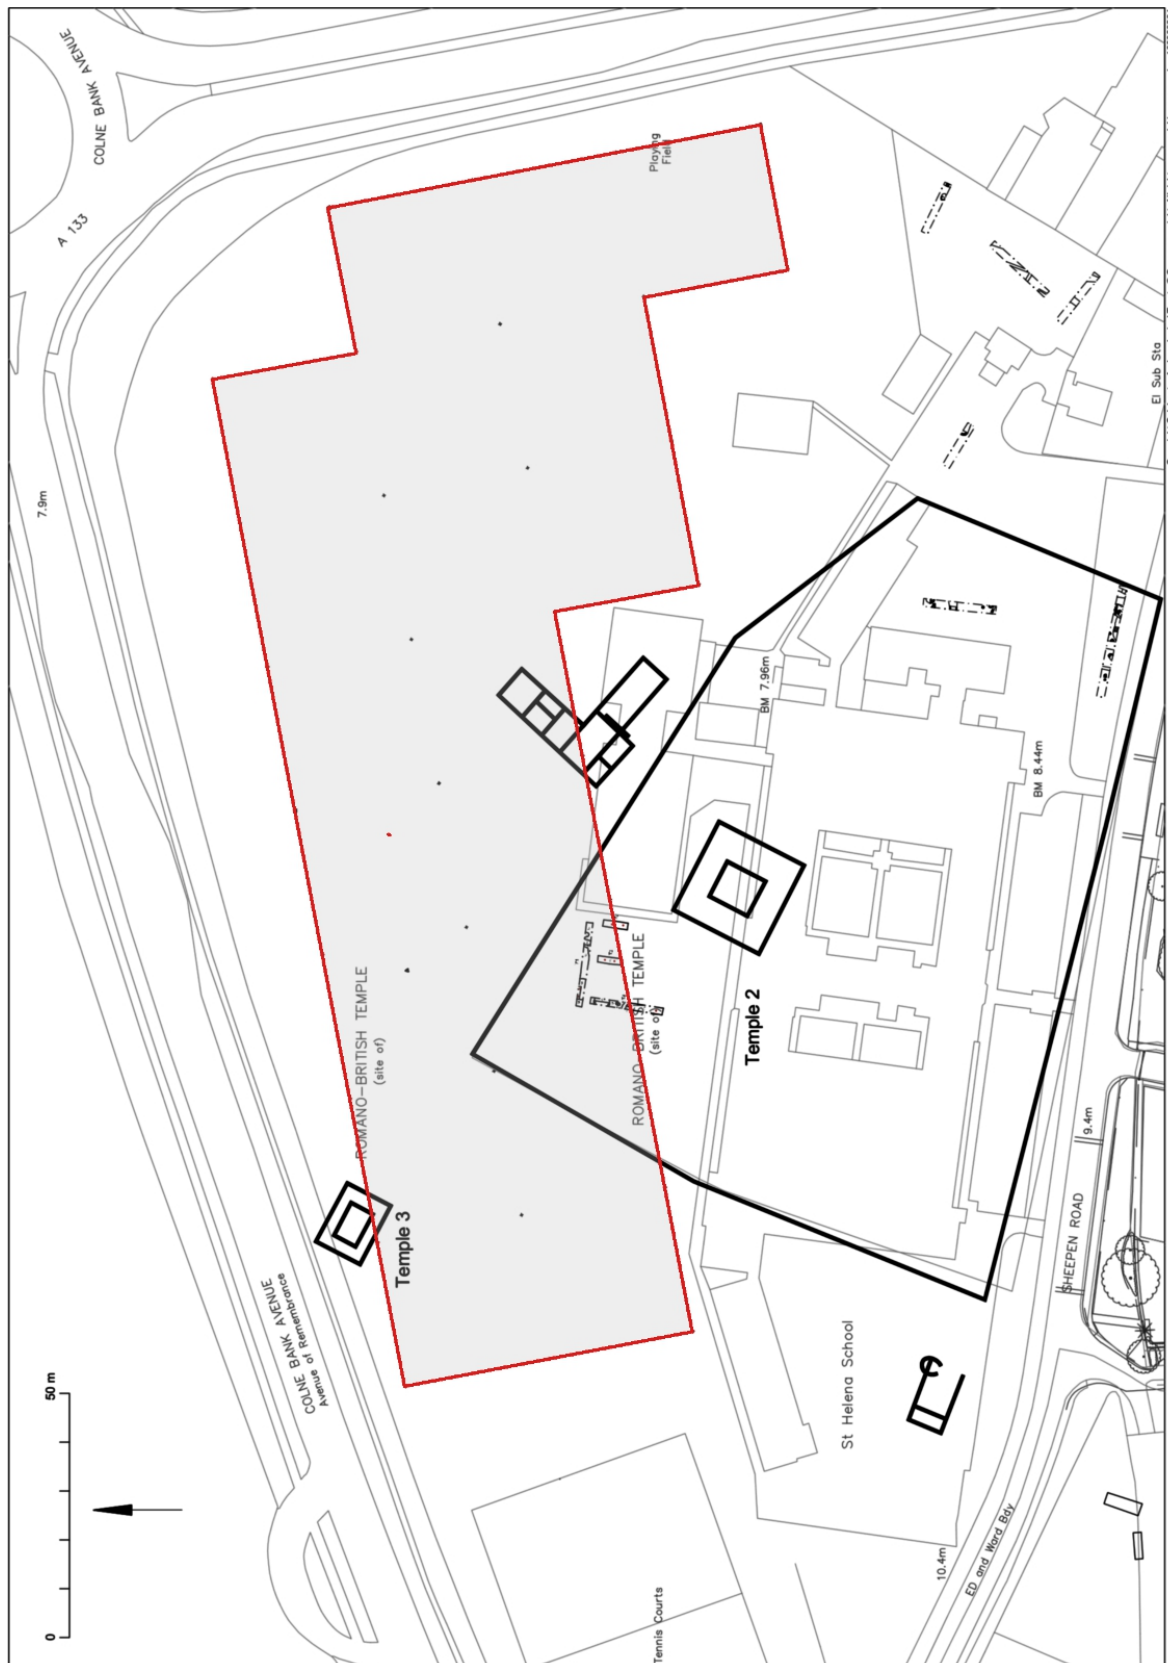 COLNE BANK AVENUE
A 133
Playing
Field
7.9m
El Sub Sta
BM 7.96m
BM 8.44m
ROMANO-BRITISH TEMPLE
(site of)
ROMANO-BRITISH TEMPLE
(site of)
Temple 2
Temple 3
9.4m
SHEEPEN ROAD
COLNE BANK AVENUE
Avenue of Remembrance
St Helena School
50 m
0
10.4m
ED and Ward Bdy
Tennis Courts